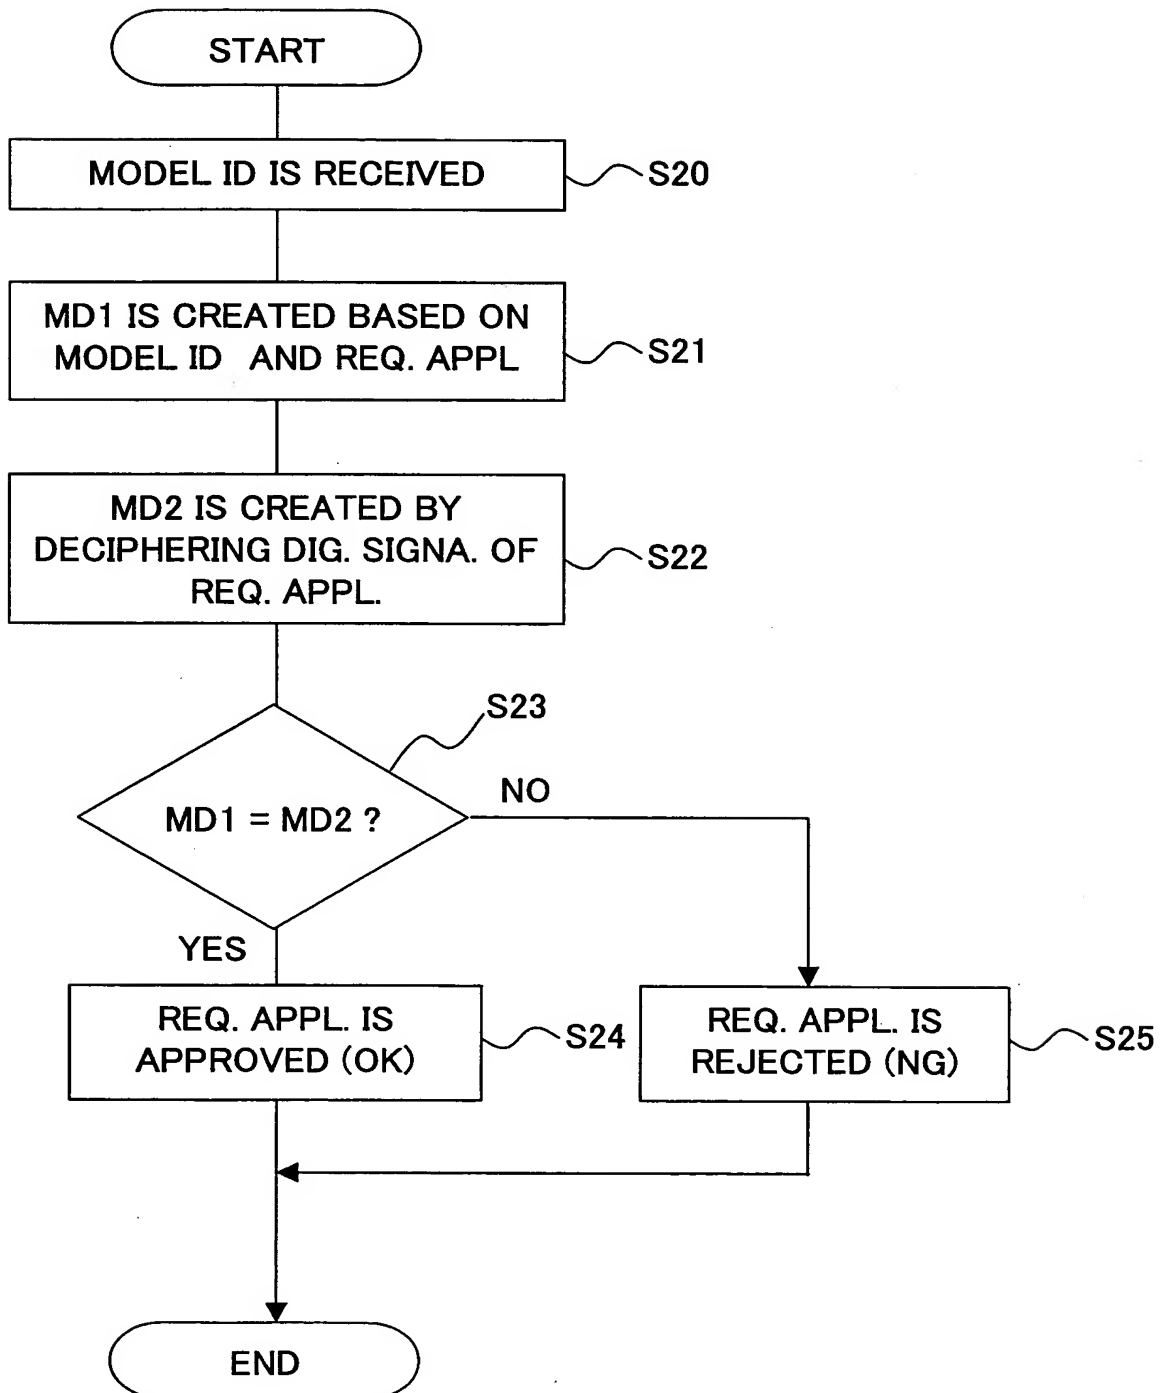 START
MODEL ID IS RECEIVED
S20
MD1 IS CREATED BASED ON
MODEL ID AND REQ. APPL
S21
MD2 IS CREATED BY
DECIPHERING DIG. SIGNA. OF
REQ. APPL.
S22
S23
MD1 = MD2 ?
NO
YES
REQ. APPL. IS
APPROVED (OK)
S24
REQ. APPL. IS
REJECTED (NG)
S25
END